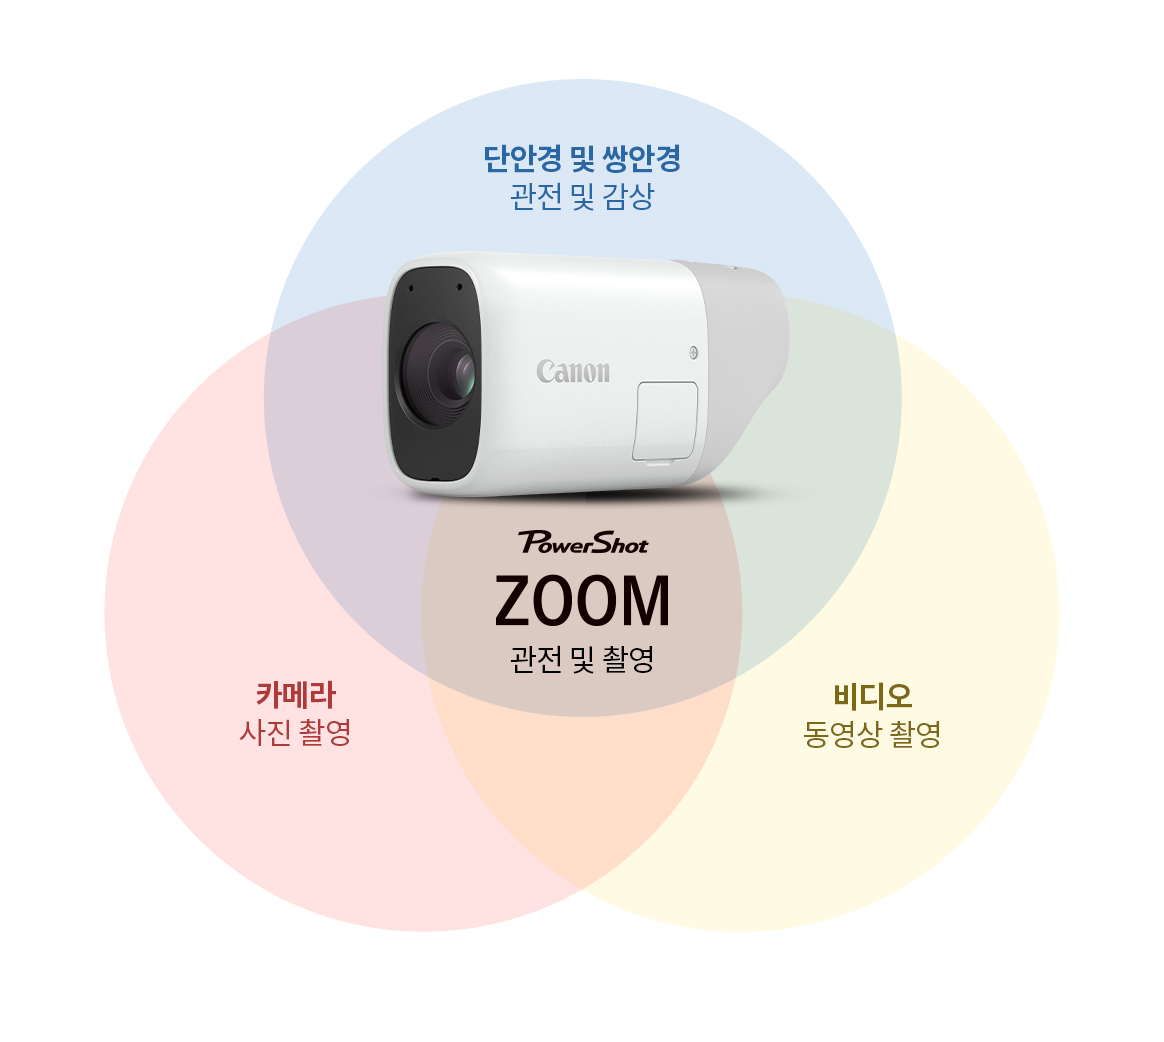 단안경 및 쌍안경
관전 및 감상
Canon
PowerShot
ZOOM
관전 및 촬영
카메라
사진 촬영
비디오
동영상 촬영